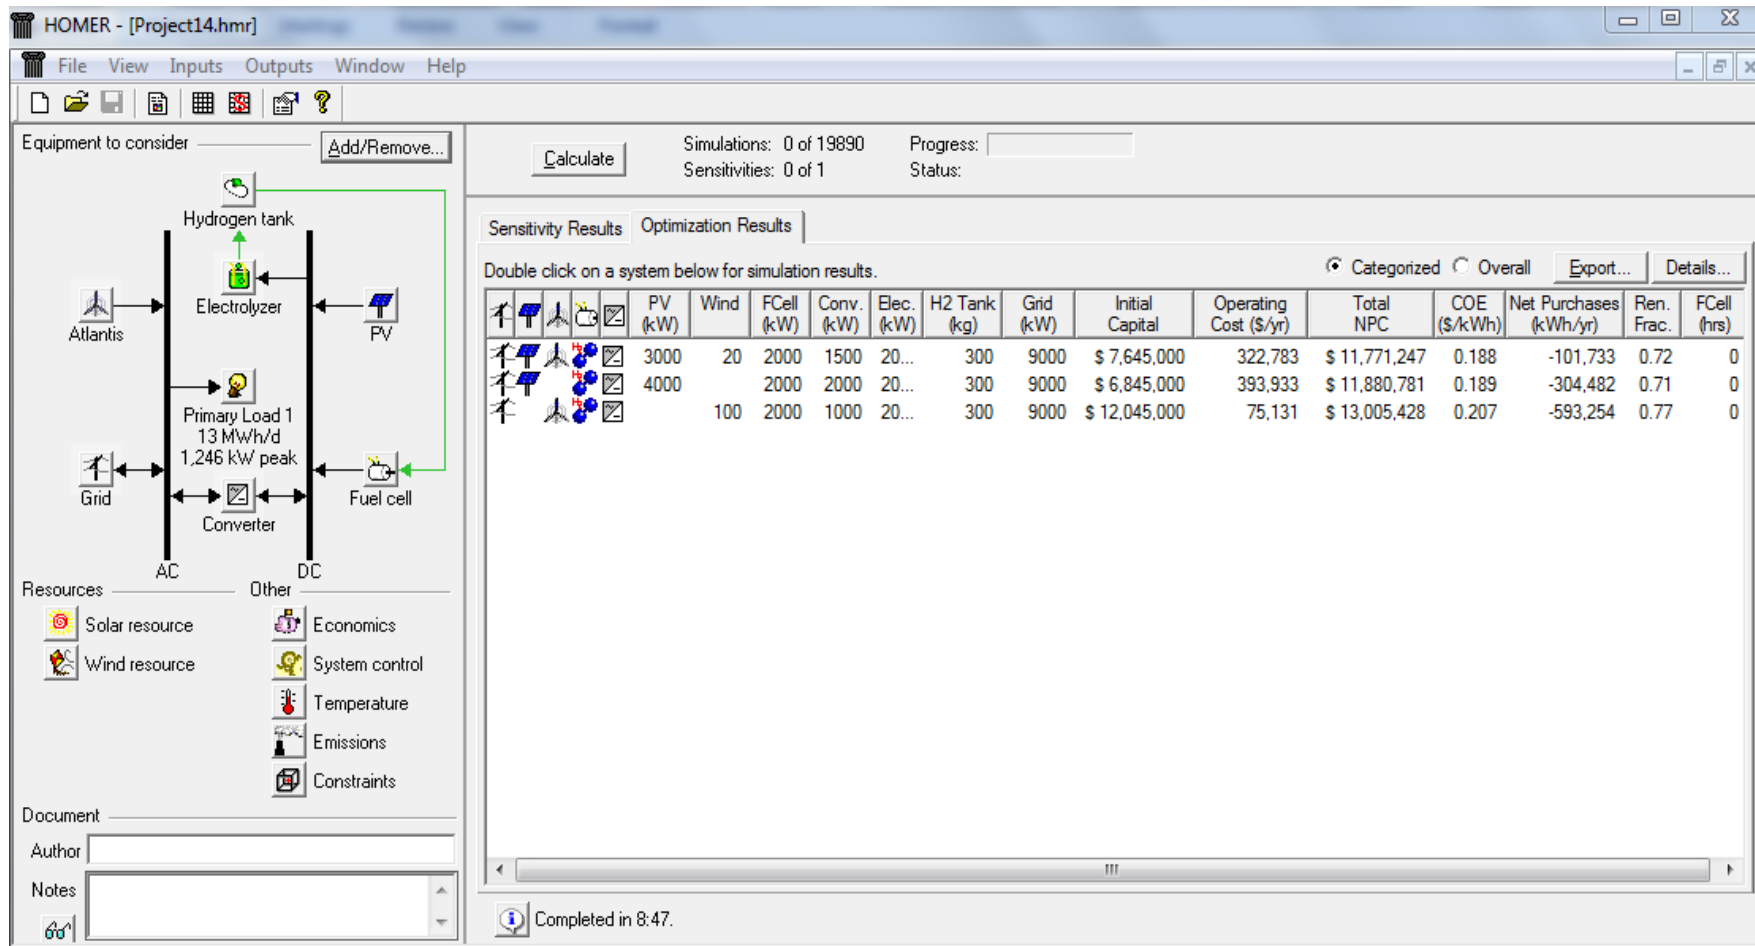 HOMER - [Project14.hmr]
File View Inputs Outputs Window Help
Equipment to consider
Add/Remove...
Hydrogen tank
Electrolyzer
Atlantis
PV
Primary Load 1
13 MWh/d
1,246 kW peak
Grid
Fuel cell
Converter
AC DC
Resources Other
Solar resource Economics
Wind resource System control
Temperature
Emissions
Constraints
Document
Author
Notes
Calculate
Simulations: 0 of 19890 Progress:
Sensitivities: 0 of 1 Status:
Sensitivity Results Optimization Results
Double click on a system below for simulation results. Categorized Overall Export... Details...
PV Wind FCell Conv. Elec. H2 Tank Grid Initial Operating Total COE Net Purchases Ren. FCell
(kW) (kW) (kW) (kW) (kg) (kW) Capital Cost ($/yr) NPC ($/kWh) (kWh/yr) Frac. (hrs)
3000 20 2000 1500 20... 300 9000 $ 7,645,000 322,783 $ 11,771,247 0.188 -101,733 0.72 0
4000 2000 2000 20... 300 9000 $ 6,845,000 393,933 $ 11,880,781 0.189 -304,482 0.71 0
100 2000 1000 20... 300 9000 $ 12,045,000 75,131 $ 13,005,428 0.207 -593,254 0.77 0
Completed in 8:47.